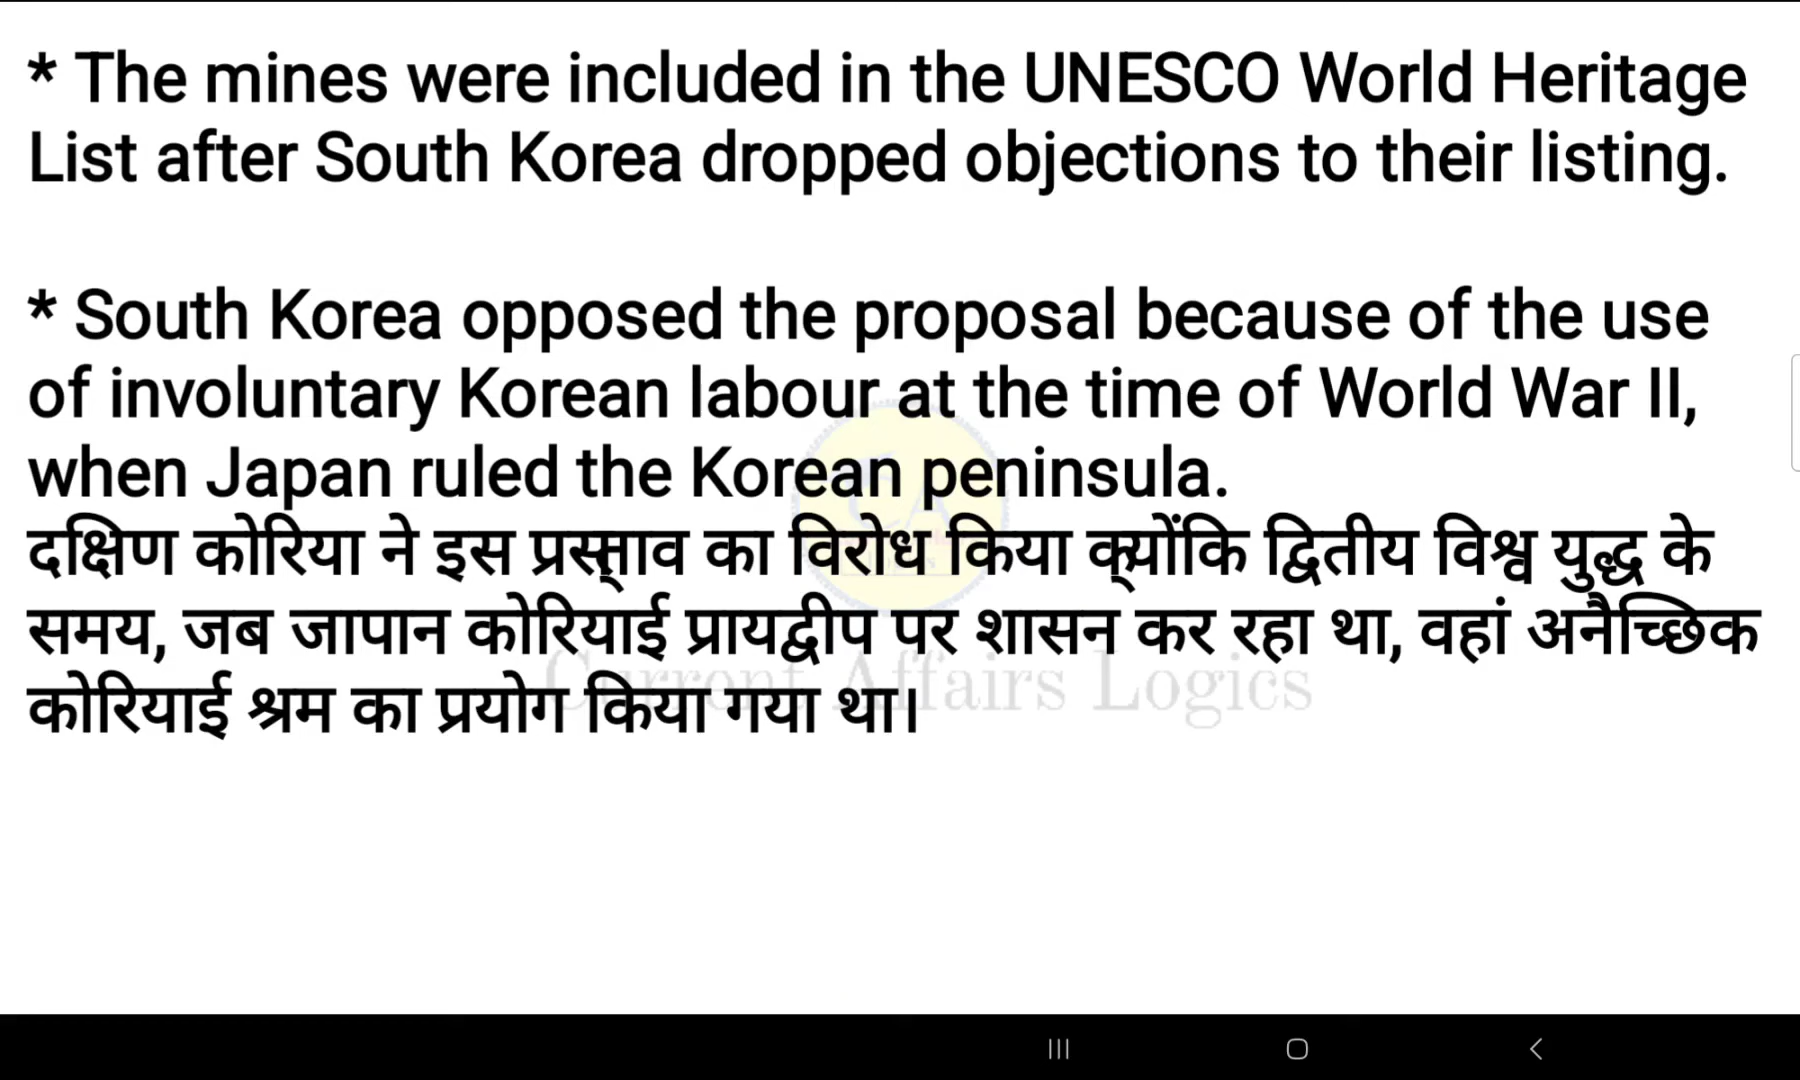 * The mines were included in the UNESCO World Heritage
List after South Korea dropped objections to their listing.
* South Korea opposed the proposal because of the use
of involuntary Korean labour at the time of World War II,
when Japan ruled the Korean peninsula.
दक्षिण कोरिया ने इस प्रस्ताव का विरोध किया क्योंकि द्वितीय विश्व युद्ध के
समय, जब जापान कोरियाई प्रायद्वीप पर शासन कर रहा था, वहां अनैच्छिक
कोरियाई श्रम का प्रयोग किया गया था।
CA
Current Affairs Logics